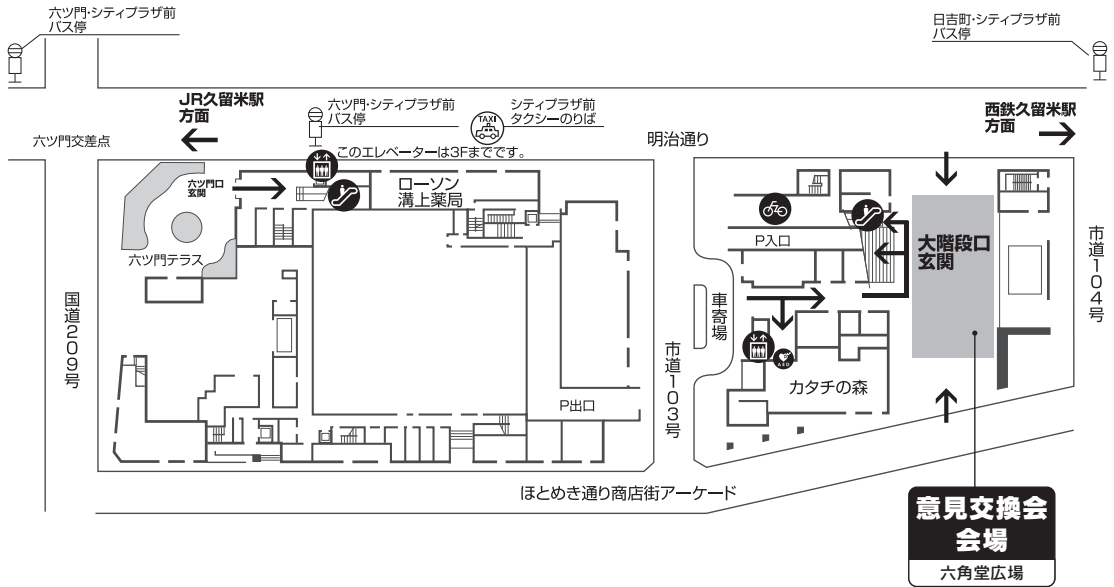 六ツ門・シティプラザ前
バス停
日吉町・シティプラザ前
バス停
JR久留米駅
方面
六ツ門・シティプラザ前
バス停
TAXI
シティプラザ前
タクシーのりば
西鉄久留米駅
方面
六ツ門交差点
明治通り
このエレベーターは3Fまでです。
六ツ門口
玄関
ローソン
溝上薬局
P入口
大階段口
玄関
六ツ門テラス
国道209号
市道103号
車寄場
市道104号
AED
カタチの森
P出口
ほとめき通り商店街アーケード
意見交換会
会場
六角堂広場